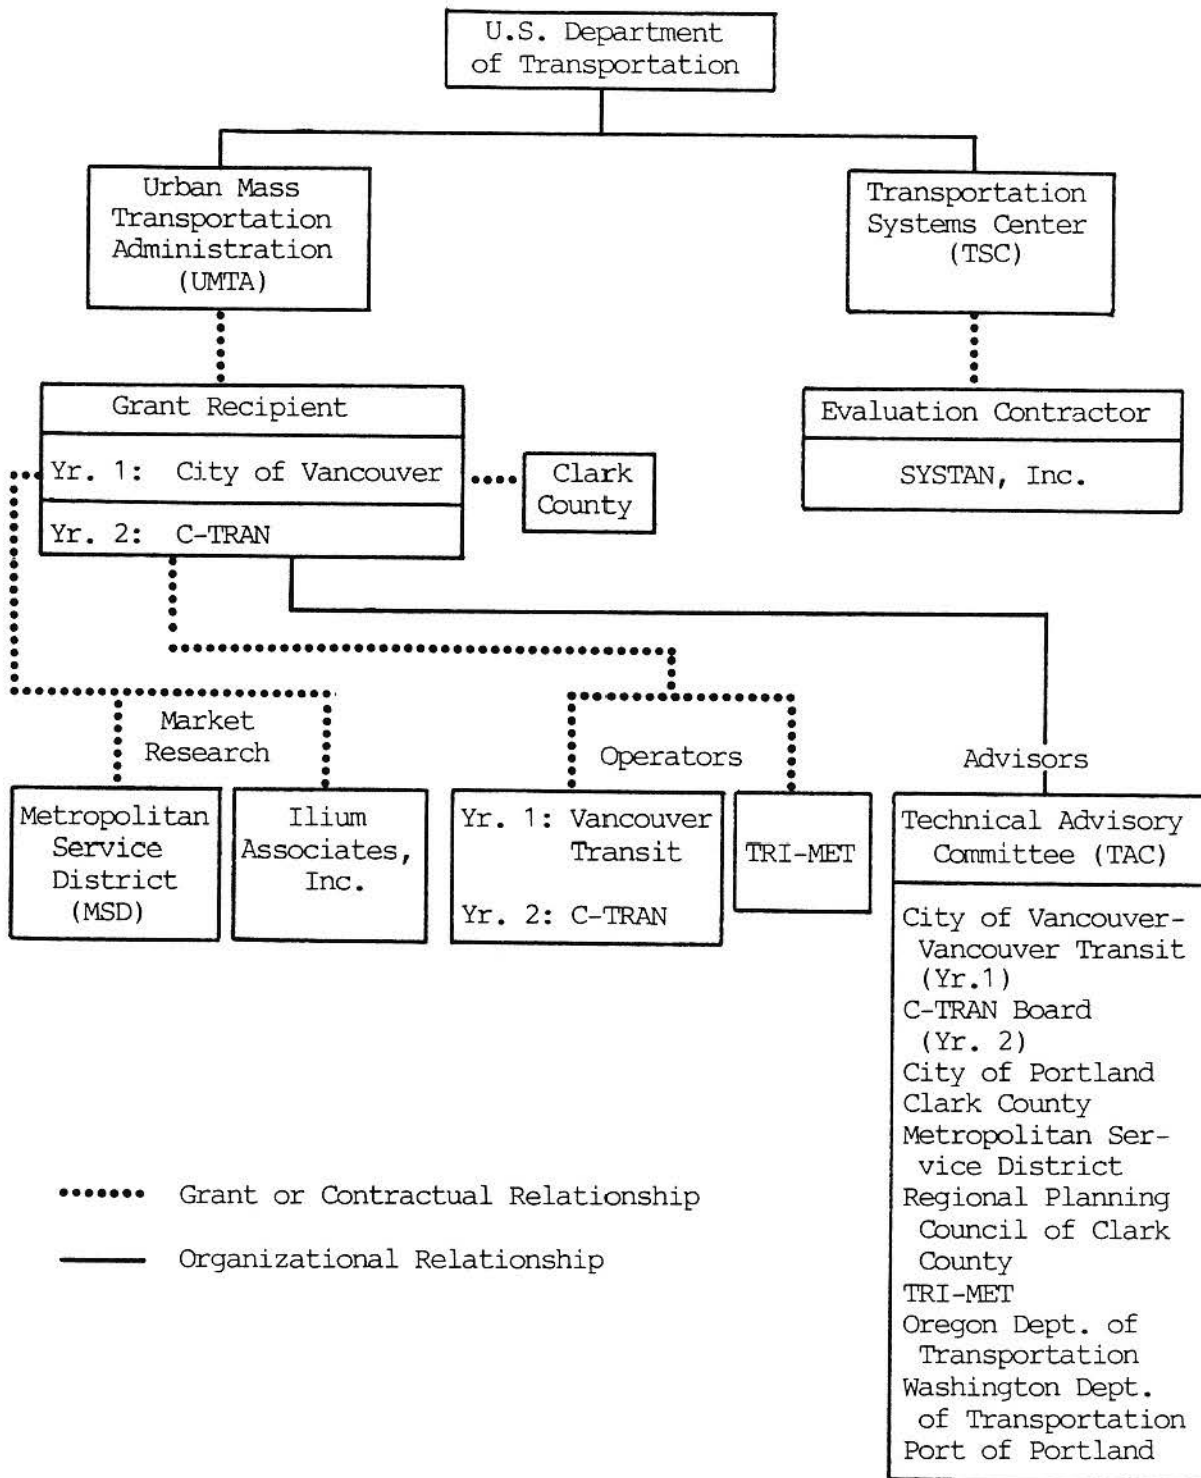 U.S. Department
of Transportation
Urban Mass
Transportation
Administration
(UMTA)
Transportation
Systems Center
(TSC)
Grant Recipient
Yr. 1: City of Vancouver
Yr. 2: C-TRAN
Clark
County
Evaluation Contractor
SYSTAN, Inc.
Market
Research
Operators
Advisors
Metropolitan
Service
District
(MSD)
Ilium
Associates,
Inc.
Yr. 1: Vancouver
Transit
Yr. 2: C-TRAN
TRI-MET
Technical Advisory
Committee (TAC)
City of Vancouver-
Vancouver Transit
(Yr.1)
C-TRAN Board
(Yr. 2)
City of Portland
Clark County
Metropolitan Ser-
vice District
Regional Planning
Council of Clark
County
TRI-MET
Oregon Dept. of
Transportation
Washington Dept.
of Transportation
Port of Portland
Grant or Contractual Relationship
Organizational Relationship